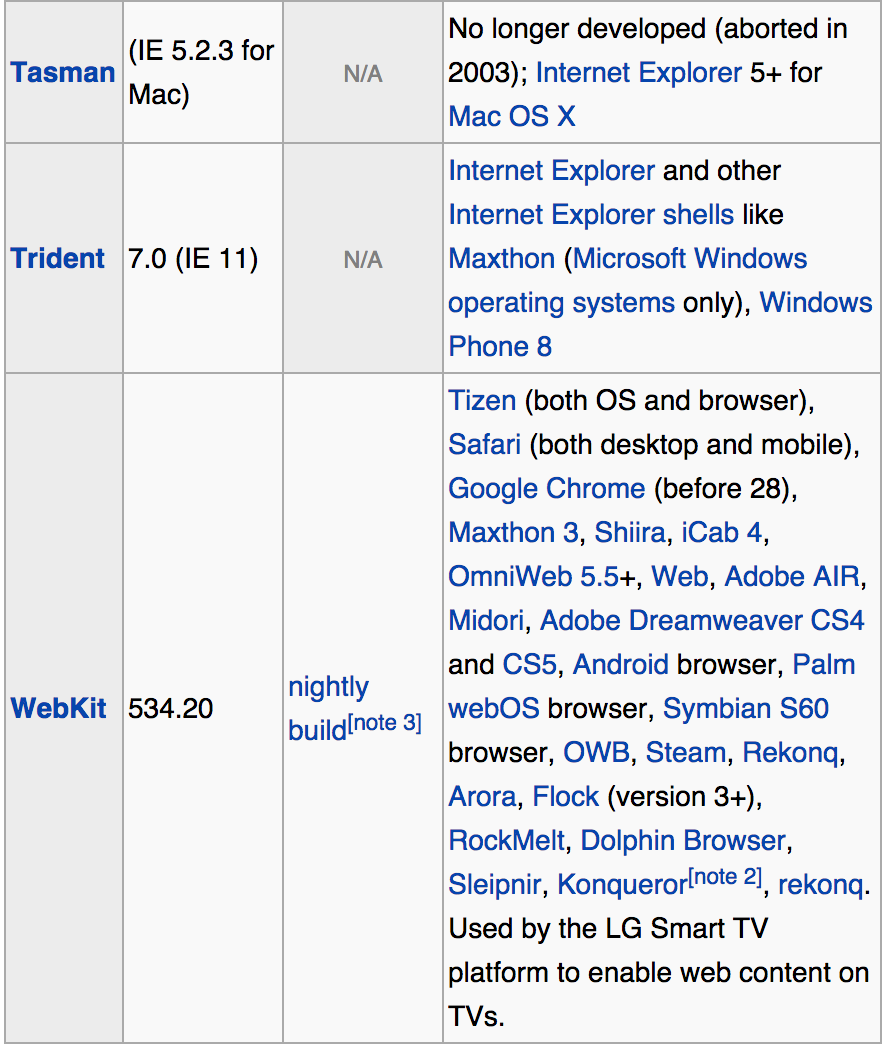 Tasman
(IE 5.2.3 for
Mac)
N/A
No longer developed (aborted in
2003); Internet Explorer 5+ for
Mac OS X
Trident
7.0 (IE 11)
N/A
Internet Explorer and other
Internet Explorer shells like
Maxthon (Microsoft Windows
operating systems only), Windows
Phone 8
WebKit
534.20
nightly
build[note 3]
Tizen (both OS and browser),
Safari (both desktop and mobile),
Google Chrome (before 28),
Maxthon 3, Shiira, iCab 4,
OmniWeb 5.5+, Web, Adobe AIR,
Midori, Adobe Dreamweaver CS4
and CS5, Android browser, Palm
webOS browser, Symbian S60
browser, OWB, Steam, Rekonq,
Arora, Flock (version 3+),
RockMelt, Dolphin Browser,
Sleipnir, Konqueror[note 2], rekonq.
Used by the LG Smart TV
platform to enable web content on
TVs.